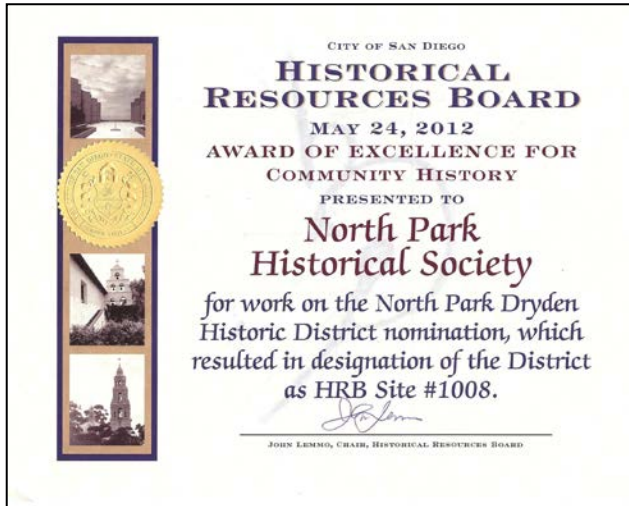 CITY OF SAN DIEGO
HISTORICAL
RESOURCES BOARD
MAY 24, 2012
AWARD OF EXCELLENCE FOR
COMMUNITY HISTORY
PRESENTED TO
North Park
Historical Society
for work on the North Park Dryden
Historic District nomination, which
resulted in designation of the District
as HRB Site #1008.
JOHN LEMMO, CHAIR, HISTORICAL RESOURCES BOARD